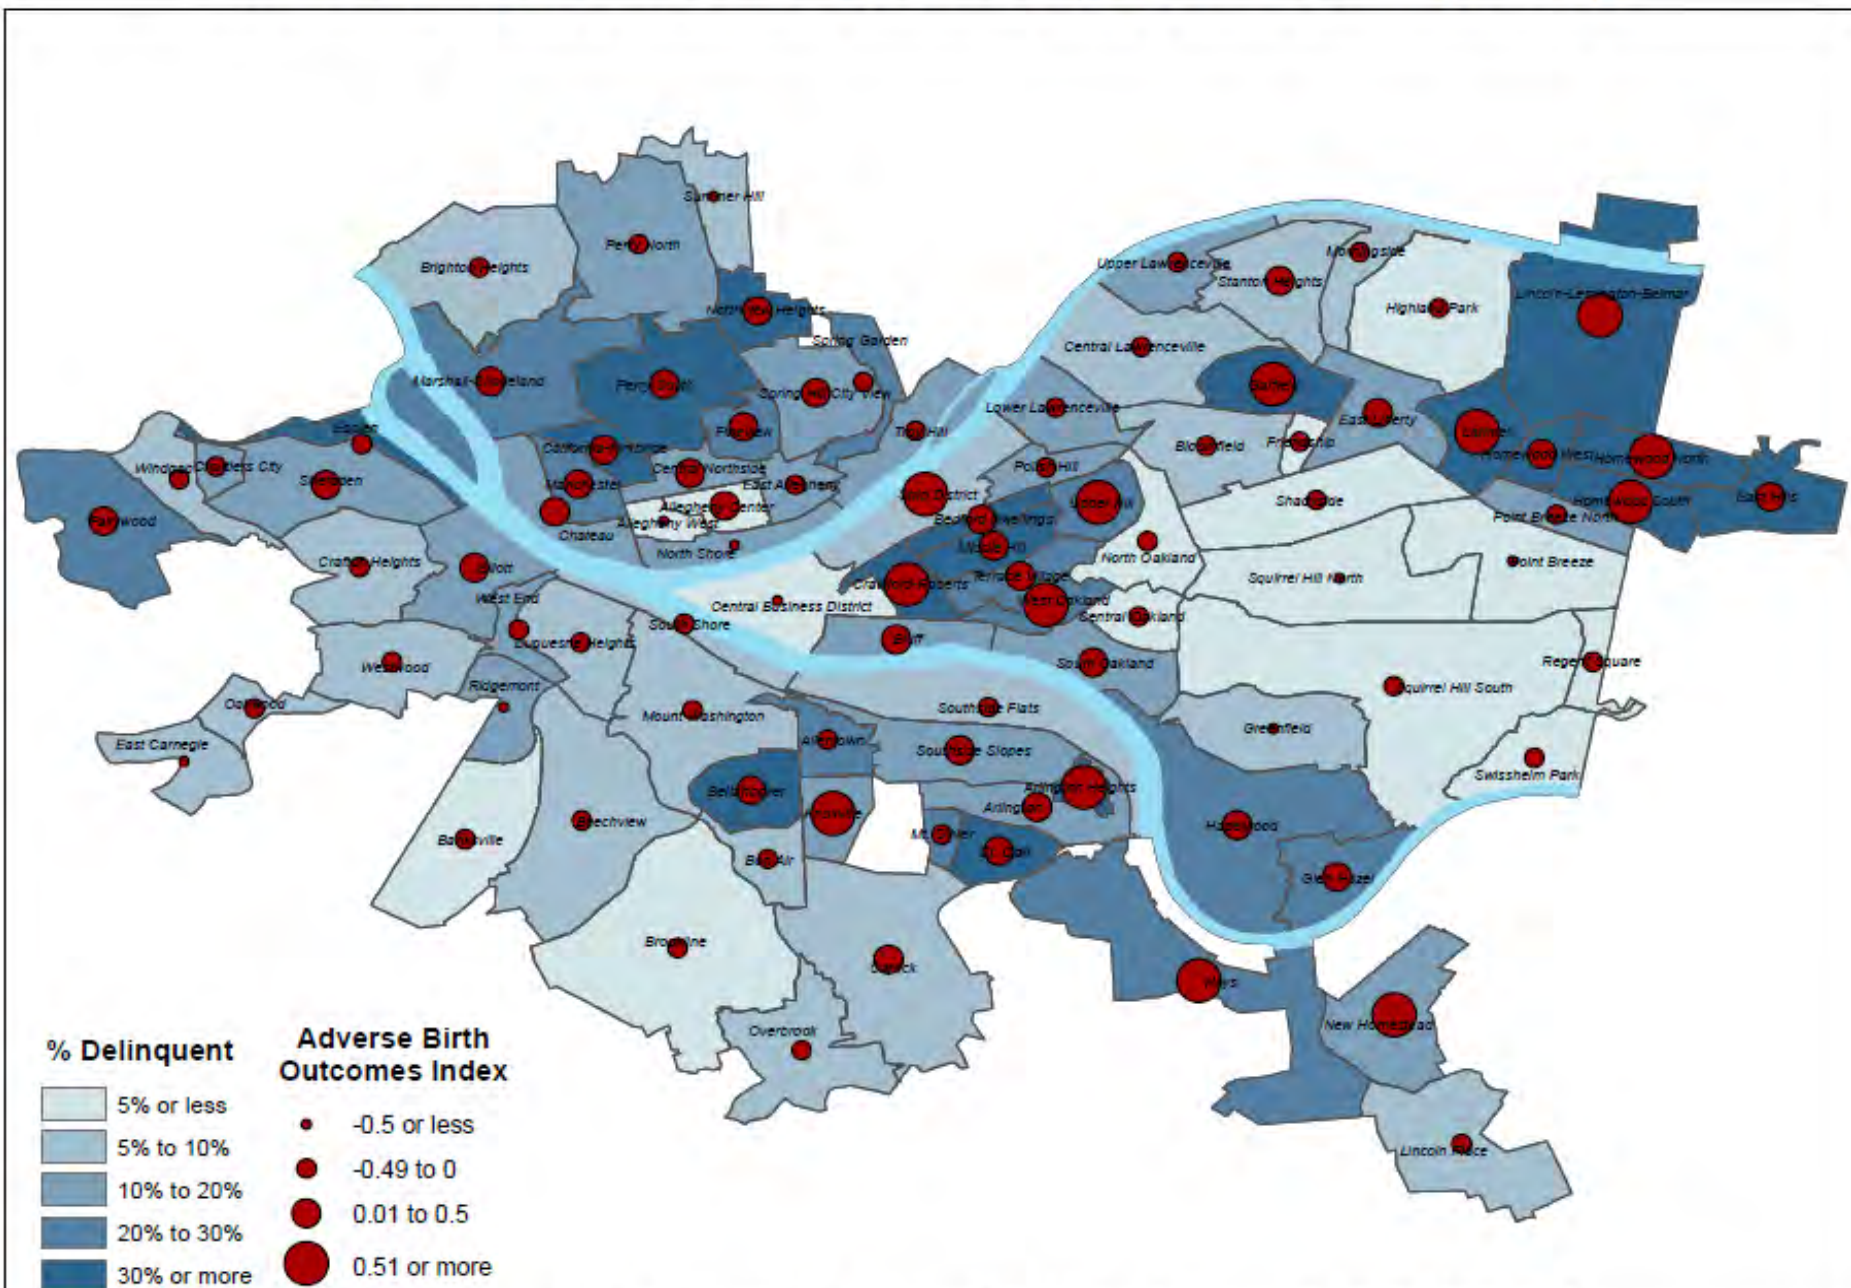 Summer Hill
Perry North
Brighton Heights
Upper Lawrenceville
Morningside
Stanton Heights
Lincoln-Lemington-Belmar
Highland Park
Northview Heights
Spring Garden
Central Lawrenceville
Marshall-Shadeland
Perry South
Spring Hill-City View
Garfield
Lower Lawrenceville
East Liberty
Esplen
Fineview
Troy Hill
Larimer
California-Kirkbride
Bloomfield
Friendship
Homewood West
Homewood North
Windgap
Chartiers City
Central Northside
Polish Hill
Sheraden
Manchester
East Allegheny
Strip District
Upper Hill
Shadyside
Homewood South
East Hills
Allegheny Center
Point Breeze North
Fairywood
Allegheny West
Bedford Dwellings
Chateau
Middle Hill
North Shore
North Oakland
Point Breeze
Crafton Heights
Elliott
Crawford-Roberts
Terrace Village
Squirrel Hill North
West End
Central Business District
West Oakland
Central Oakland
South Shore
Duquesne Heights
Bluff
Westwood
South Oakland
Regent Square
Ridgemont
Squirrel Hill South
Oakwood
Mount Washington
Southside Flats
Greenfield
East Carnegie
Allentown
Southside Slopes
Swisshelm Park
Beltzhoover
Arlington Heights
Knoxville
Arlington
Beechview
Hazelwood
Banksville
Mt. Oliver
St. Clair
Bon Air
Glen Hazel
Brookline
Carrick
Hays
New Homestead
Overbrook
Lincoln Place
% Delinquent
5% or less
5% to 10%
10% to 20%
20% to 30%
30% or more
Adverse Birth
Outcomes Index
-0.5 or less
-0.49 to 0
0.01 to 0.5
0.51 or more